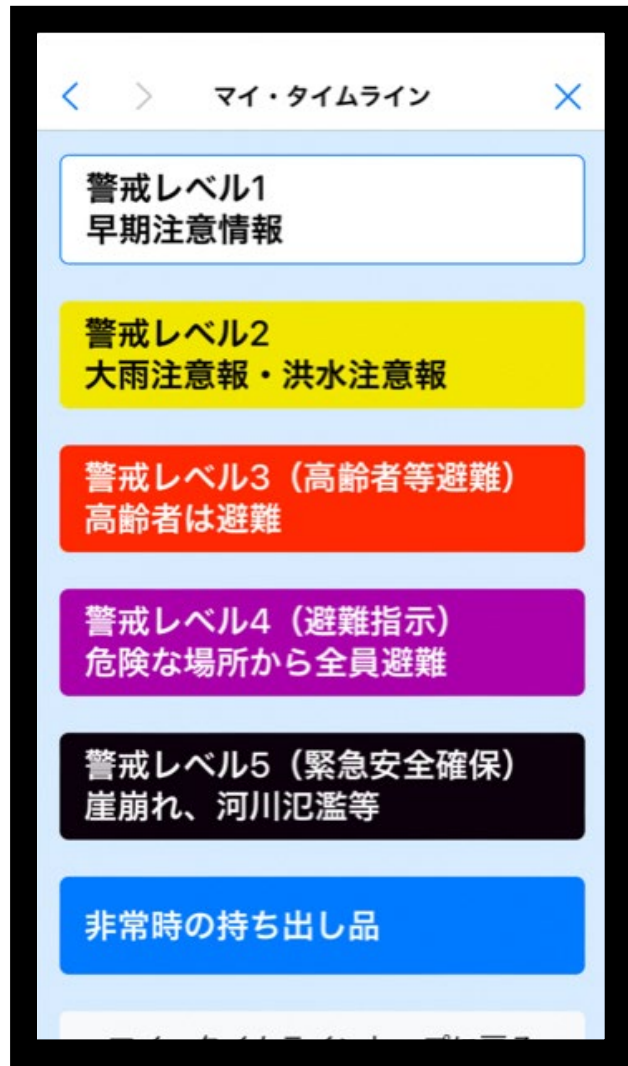 マイ・タイムライン
警戒レベル1
早期注意情報
警戒レベル2
大雨注意報・洪水注意報
警戒レベル3（高齢者等避難）
高齢者は避難
警戒レベル4（避難指示）
危険な場所から全員避難
警戒レベル5（緊急安全確保）
崖崩れ、河川氾濫等
非常時の持ち出し品